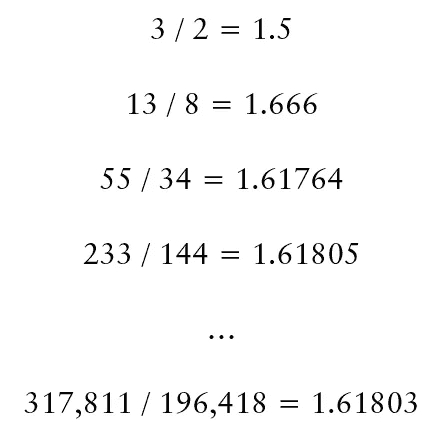 3 / 2 = 1.5
13 / 8 = 1.666
55 / 34 = 1.61764
233 / 144 = 1.61805
...
317,811 / 196,418 = 1.61803